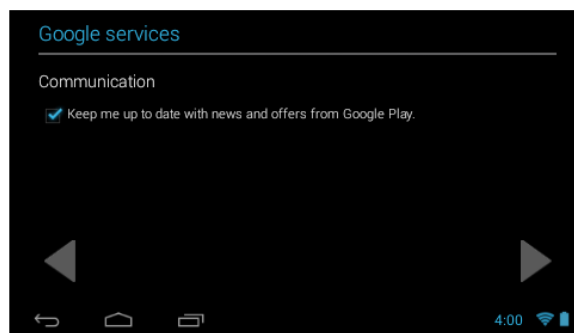 Google services
Communication
Keep me up to date with news and offers from Google Play.
4:00